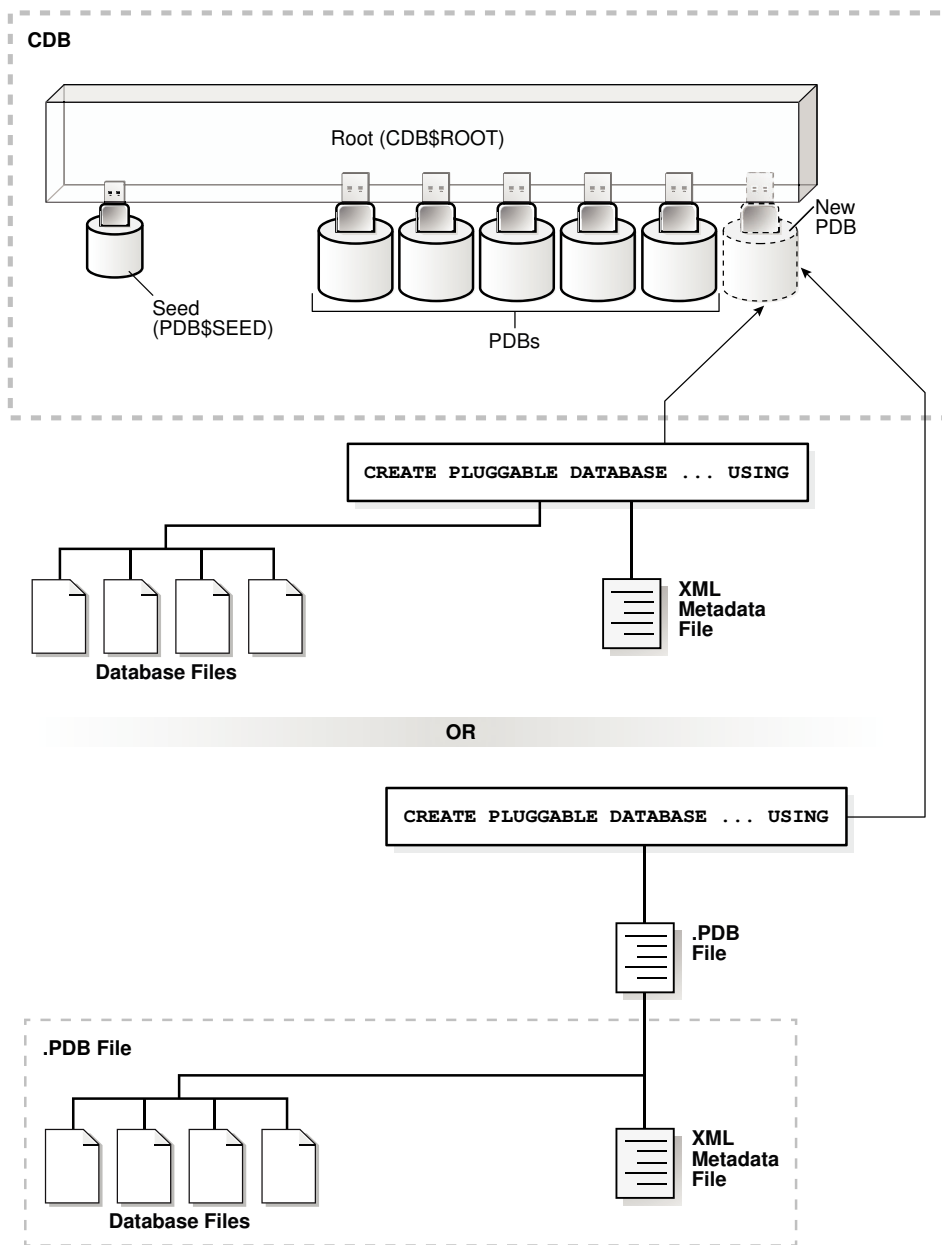 CDB
Root (CDB$ROOT)
New
PDB
Seed
(PDB$SEED)
PDBs
CREATE PLUGGABLE DATABASE ... USING
XML
Metadata
File
Database Files
OR
CREATE PLUGGABLE DATABASE ... USING
.PDB
File
.PDB File
XML
Metadata
File
Database Files